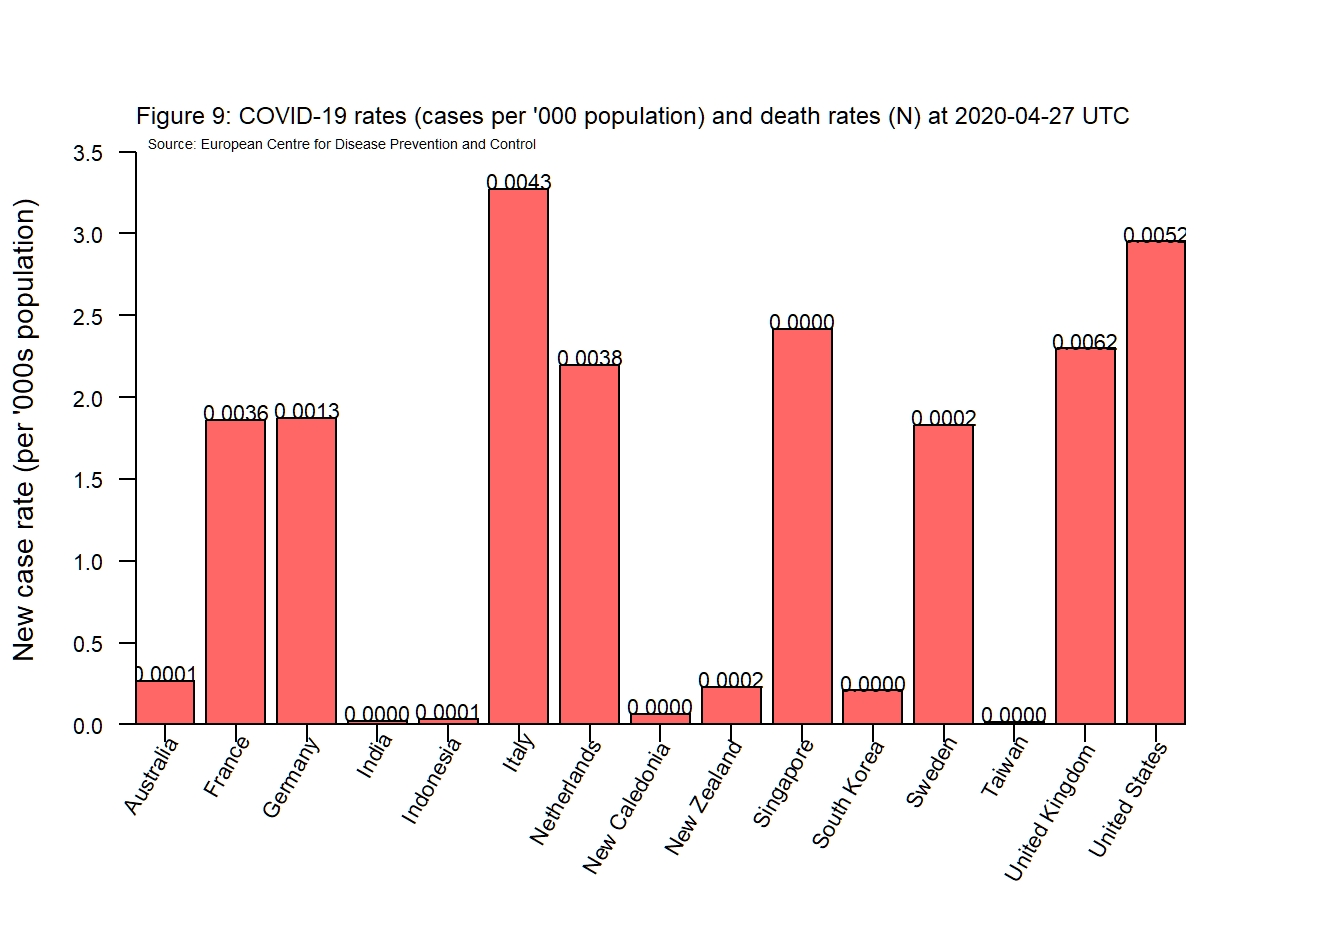 Figure 9: COVID-19 rates (cases per '000 population) and death rates (N) at 2020-04-27 UTC
Source: European Centre for Disease Prevention and Control
New case rate (per '000s population)
3.5
3.0
2.5
2.0
1.5
1.0
0.5
0.0
0.0001
0.0036
0.0013
0.0000
0.0001
0.0043
0.0038
0.0000
0.0002
0.0000
0.0000
0.0002
0.0000
0.0062
0.0052
Australia
France
Germany
India
Indonesia
Italy
Netherlands
New Caledonia
New Zealand
Singapore
South Korea
Sweden
Taiwan
United Kingdom
United States